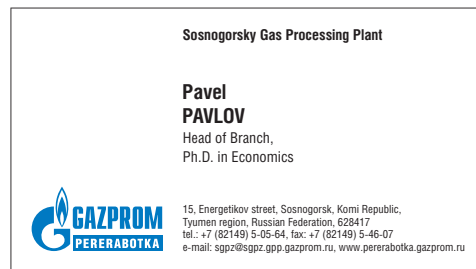 Sosnogorsky Gas Processing Plant
Pavel
PAVLOV
Head of Branch,
Ph.D. in Economics
GAZPROM
PERERABOTKA
15, Energetikov street, Sosnogorsk, Komi Republic,
Tyumen region, Russian Federation, 628417
tel.: +7 (82149) 5-05-64, fax: +7 (82149) 5-46-07
e-mail: sgpz@sgpz.gpp.gazprom.ru, www.pererabotka.gazprom.ru